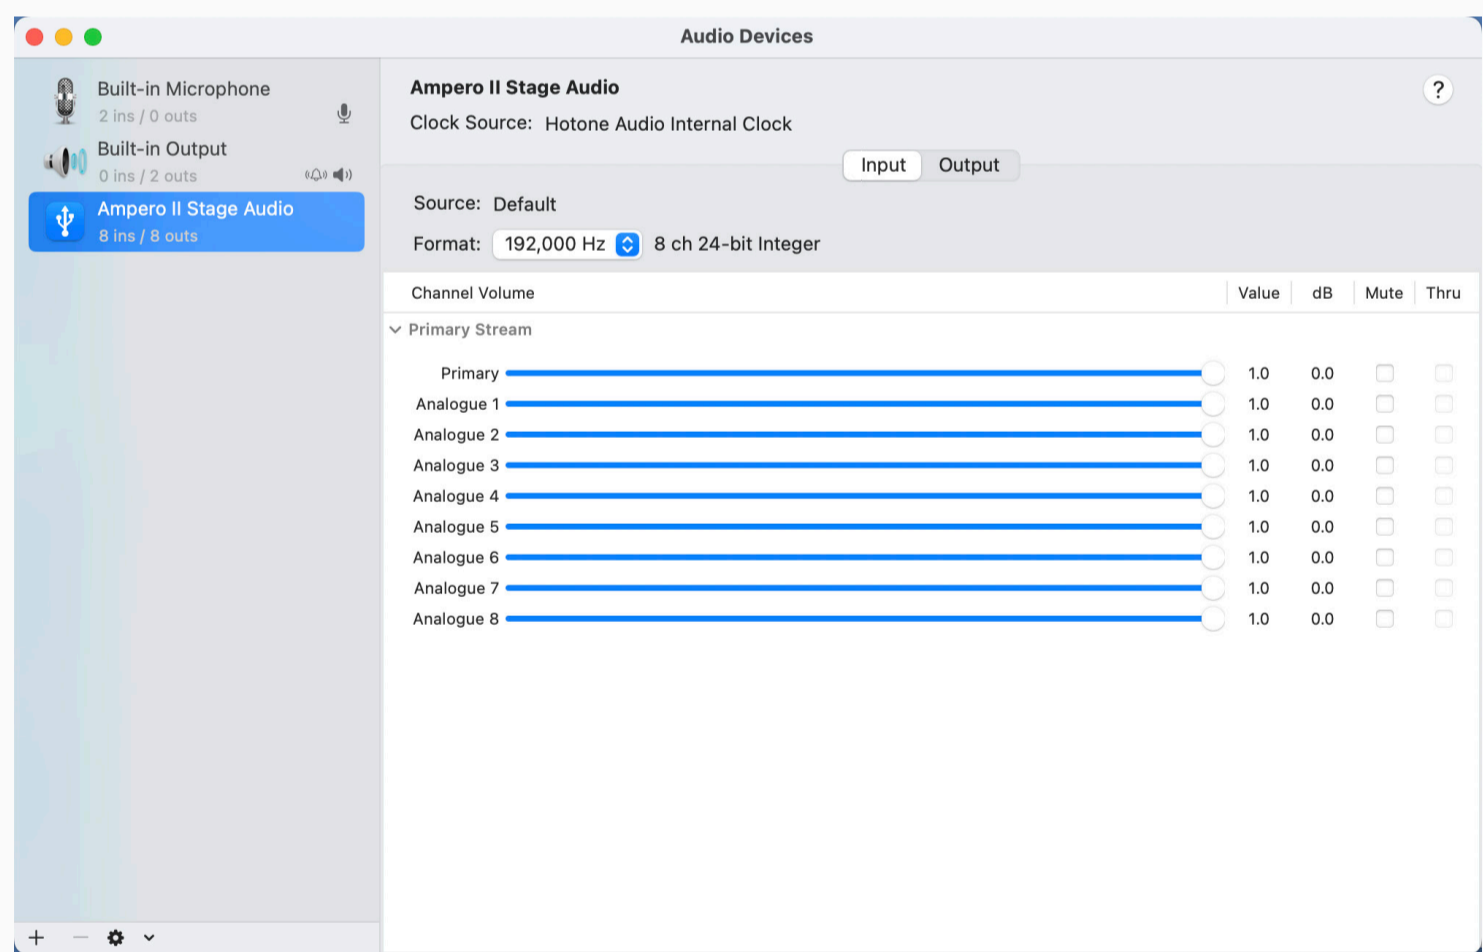 Audio Devices
Built-in Microphone
2 ins / 0 outs
Built-in Output
0 ins / 2 outs
Ampero II Stage Audio
8 ins / 8 outs
Ampero II Stage Audio
?
Clock Source: Hotone Audio Internal Clock
Input Output
Source: Default
Format: 192,000 Hz 8 ch 24-bit Integer
Channel Volume Value dB Mute Thru
Primary Stream
Primary 1.0 0.0
Analogue 1 1.0 0.0
Analogue 2 1.0 0.0
Analogue 3 1.0 0.0
Analogue 4 1.0 0.0
Analogue 5 1.0 0.0
Analogue 6 1.0 0.0
Analogue 7 1.0 0.0
Analogue 8 1.0 0.0